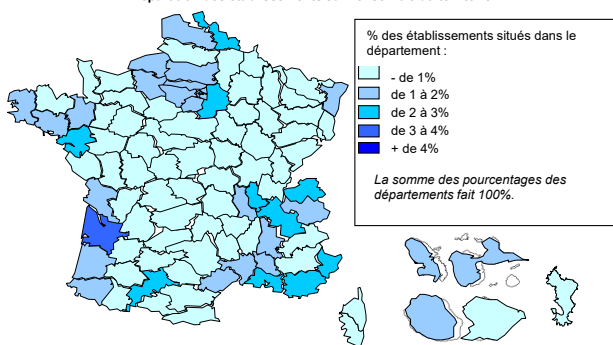 % des établissements situés dans le
département :
- de 1%
de 1 à 2%
de 2 à 3%
de 3 à 4%
+ de 4%
La somme des pourcentages des
départements fait 100%.